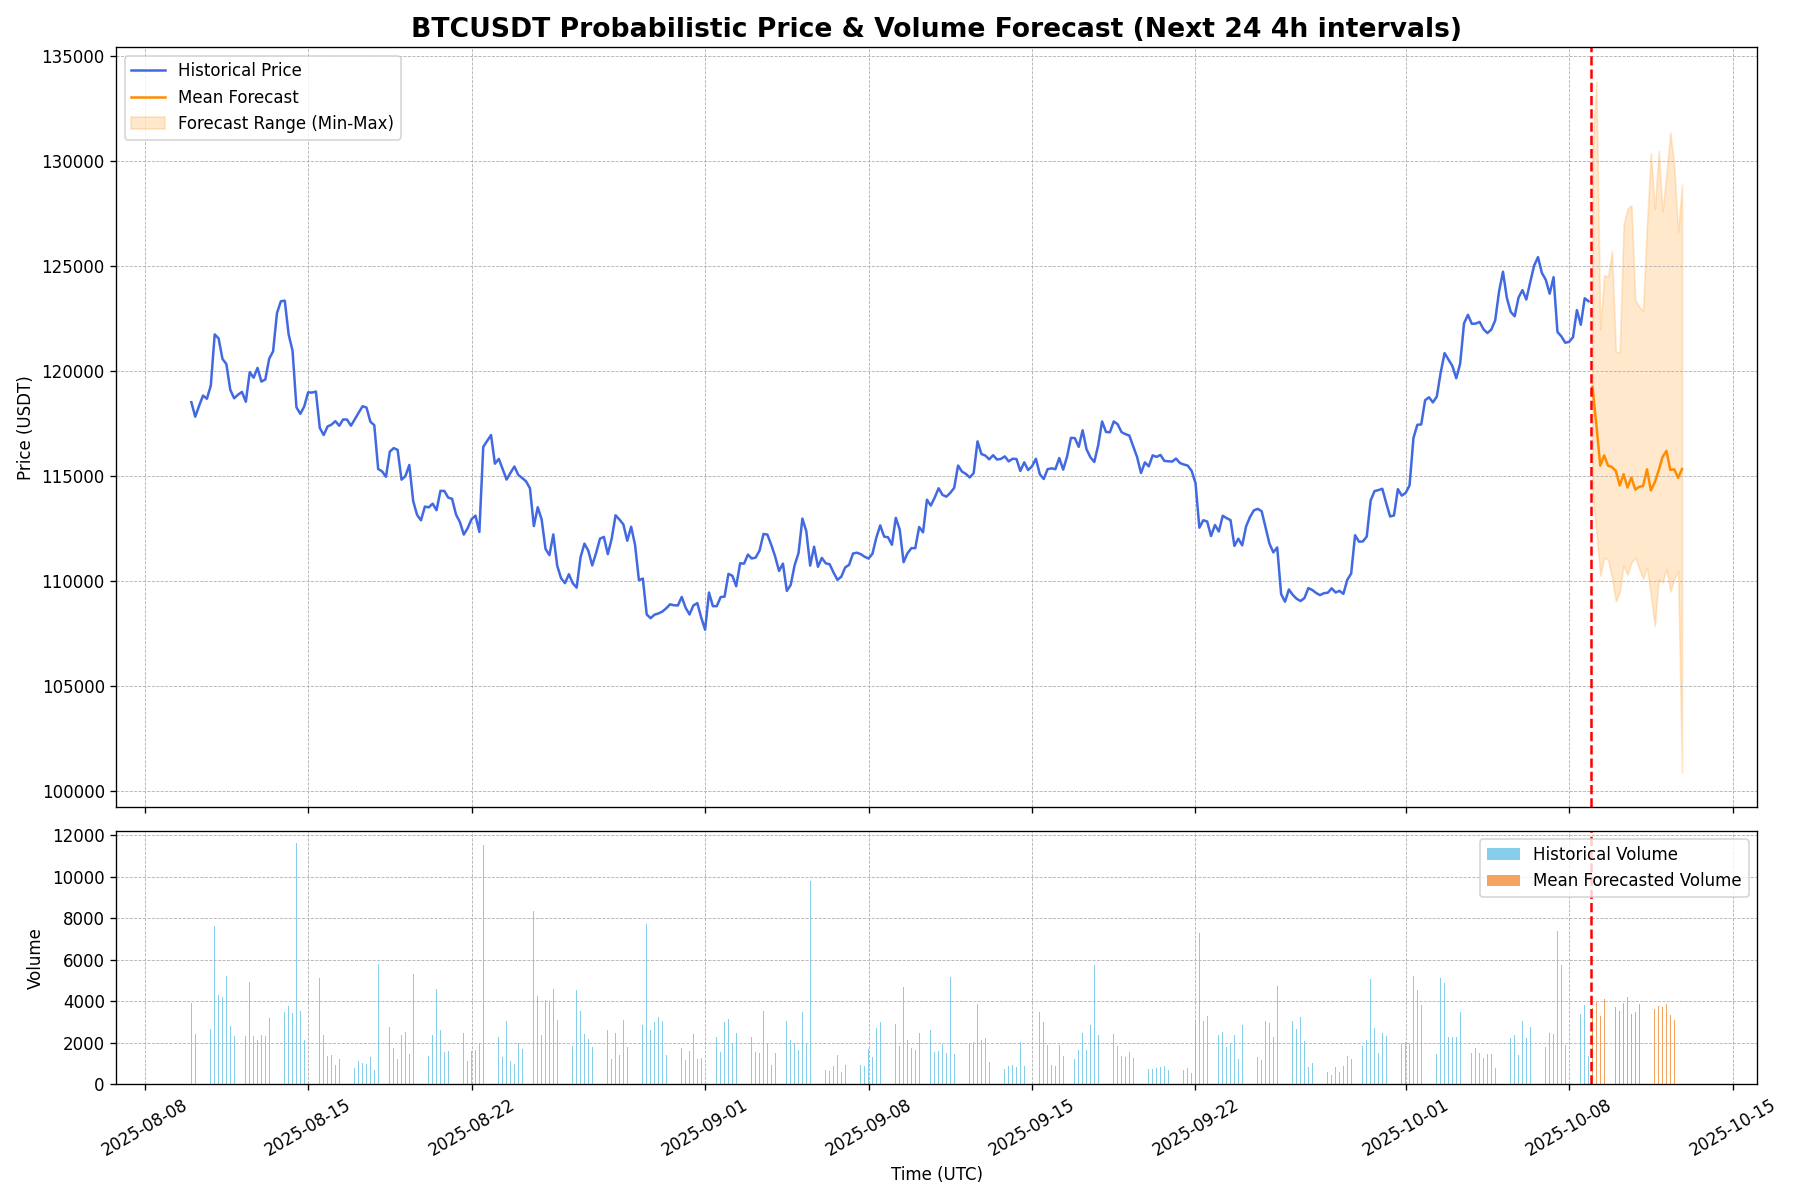 BTCUSDT Probabilistic Price & Volume Forecast (Next 24 4h intervals)
135000
130000
125000
120000
115000
110000
105000
100000
Price (USDT)
Historical Price
Mean Forecast
Forecast Range (Min-Max)
12000
10000
8000
6000
4000
2000
0
Volume
Historical Volume
Mean Forecasted Volume
2025-08-08
2025-08-15
2025-08-22
2025-09-01
2025-09-08
2025-09-15
2025-09-22
2025-10-01
2025-10-08
2025-10-15
Time (UTC)